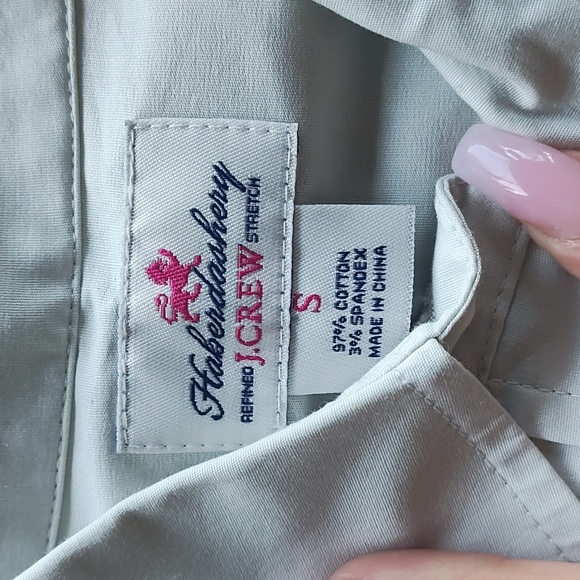 Haberdashery
REFINED J.CREW STRETCH
S
97% COTTON
3% SPANDEX
MADE IN CHINA